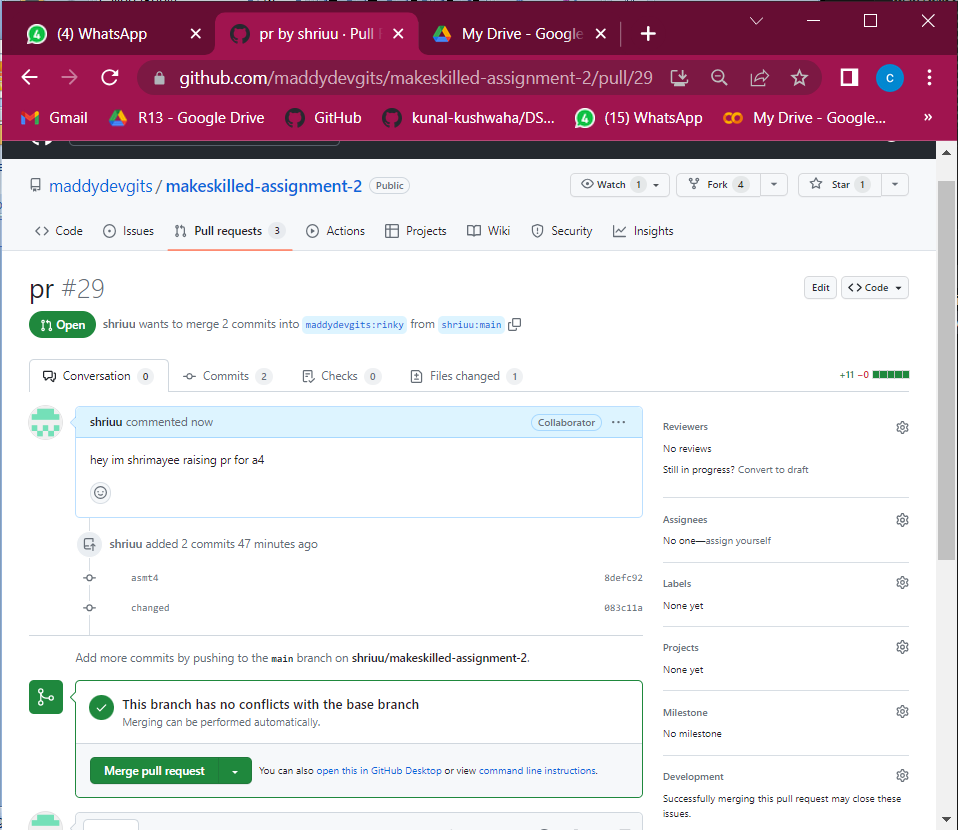 (4) WhatsApp
pr by shriuu · Pull
My Drive - Google
github.com/maddydevgits/makeskilled-assignment-2/pull/29
C
Gmail
R13 - Google Drive
GitHub
kunal-kushwaha/DS...
(15) WhatsApp
My Drive - Google...
»
maddydevgits / makeskilled-assignment-2 Public
Watch 1
Fork 4
Star 1
Code
Issues
Pull requests 3
Actions
Projects
Wiki
Security
Insights
pr #29
Edit
<> Code
Open
shriuu wants to merge 2 commits into maddydevgits:rinky from shriuu:main
Conversation 0
Commits 2
Checks 0
Files changed 1
+11 −0
shriuu commented now
Collaborator
···
hey im shrimayee raising pr for a4
shriuu added 2 commits 47 minutes ago
asmt4 8defc92
changed 083c11a
Add more commits by pushing to the main branch on shriuu/makeskilled-assignment-2.
This branch has no conflicts with the base branch
Merging can be performed automatically.
Merge pull request
You can also open this in GitHub Desktop or view command line instructions.
Reviewers
No reviews
Still in progress? Convert to draft
Assignees
No one—assign yourself
Labels
None yet
Projects
None yet
Milestone
No milestone
Development
Successfully merging this pull request may close these
issues.